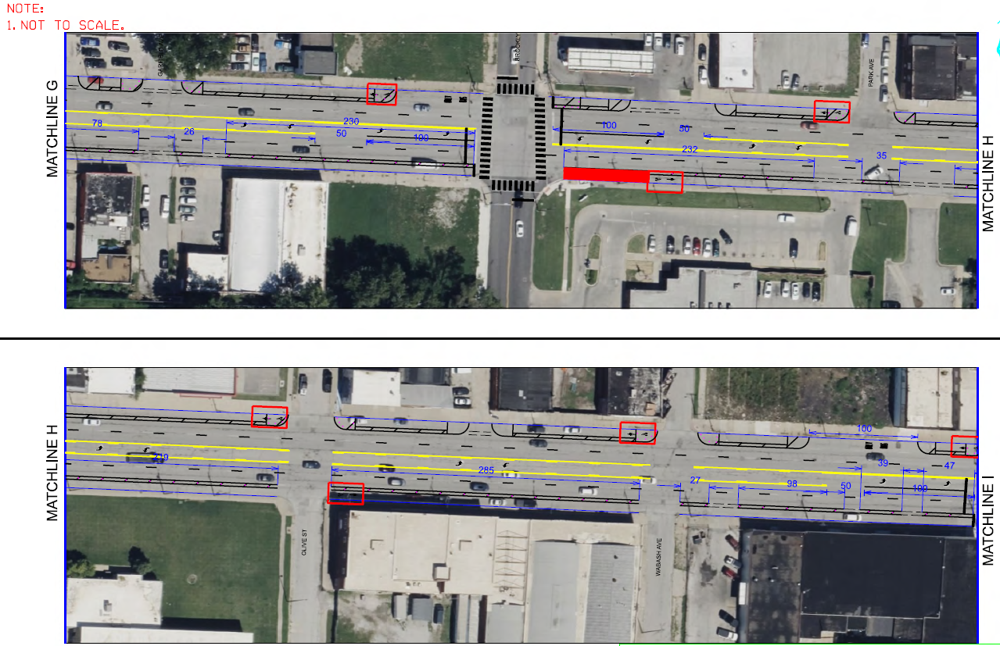 NOTE:
1. NOT TO SCALE.
MATCHLINE G
BROOKLY
PARK AVE
78
26
230
50
100
100
50
232
35
MATCHLINE H
MATCHLINE H
219
285
OLIVE ST
WABASH AVE
27
98
50
100
39
47
100
MATCHLINE I